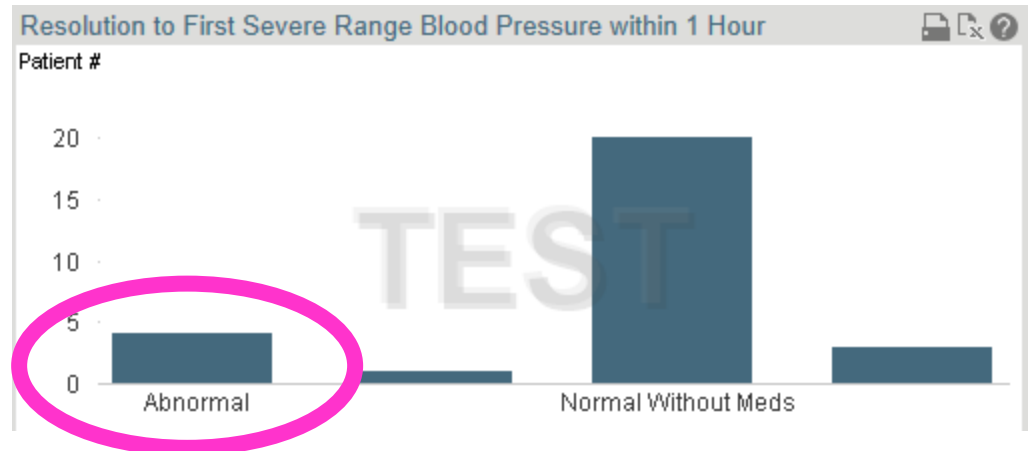 Resolution to First Severe Range Blood Pressure within 1 Hour
Patient #
20
15
10
5
0
TEST
Abnormal
Normal Without Meds